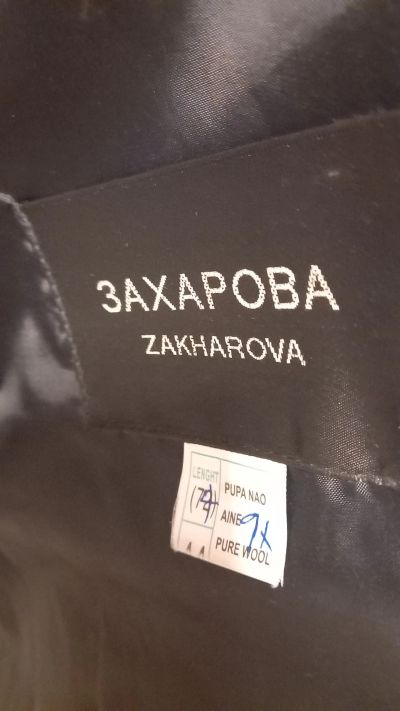 ЗАХАРОВА
ZAKHAROVA
LENGHT
PUPA NAO
AINE
PURE WOOL